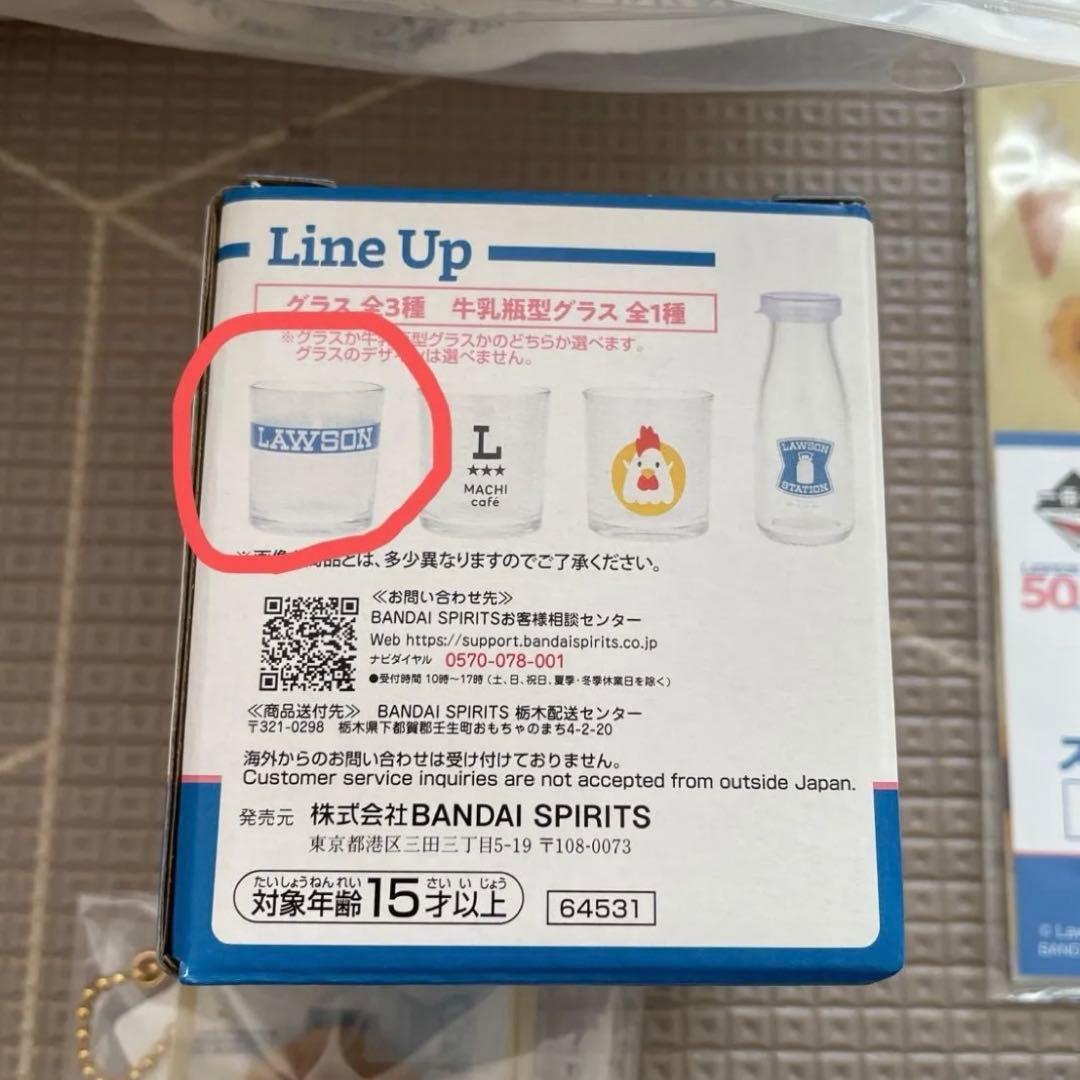 Line Up
グラス 全3種 牛乳瓶型グラス 全1種
※グラスか牛乳瓶型グラスかのどちらか選べます。
グラスのデザインは選べません。
LAWSON
L
MACHI
café
LAWSON
STATION
※画像と商品とは、多少異なりますのでご了承ください。
≪お問い合わせ先≫
BANDAI SPIRITSお客様相談センター
Web https://support.bandaispirits.co.jp
ナビダイヤル 0570-078-001
●受付時間 10時〜17時(土、日、祝日、夏季・冬季休業日を除く)
≪商品送付先≫ BANDAI SPIRITS 栃木配送センター
〒321-0298 栃木県下都賀郡壬生町おもちゃのまち4-2-20
海外からのお問い合わせは受け付けておりません。
Customer service inquiries are not accepted from outside Japan.
発売元 株式会社BANDAI SPIRITS
東京都港区三田三丁目5-19 〒108-0073
たいしょうねんれい さい いじょう
対象年齢15才以上
64531
50